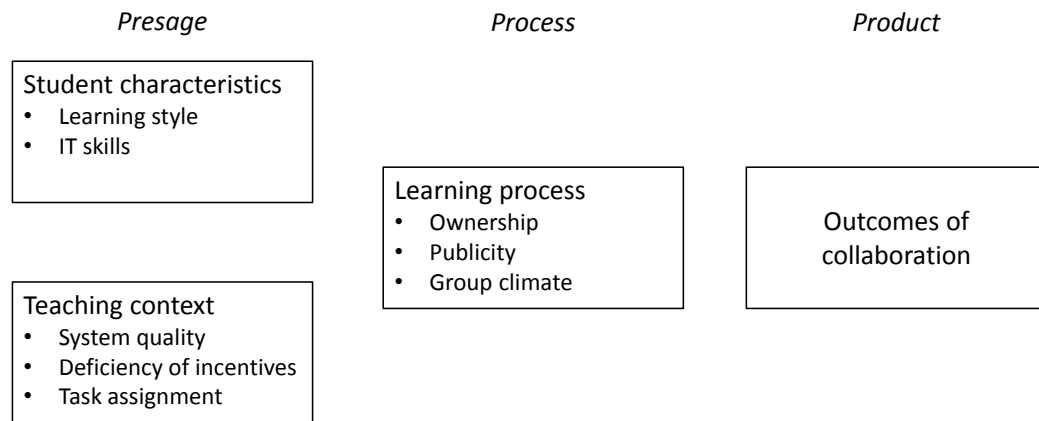 Presage
Process
Product
Student characteristics
• Learning style
• IT skills
Learning process
• Ownership
• Publicity
• Group climate
Outcomes of
collaboration
Teaching context
• System quality
• Deficiency of incentives
• Task assignment